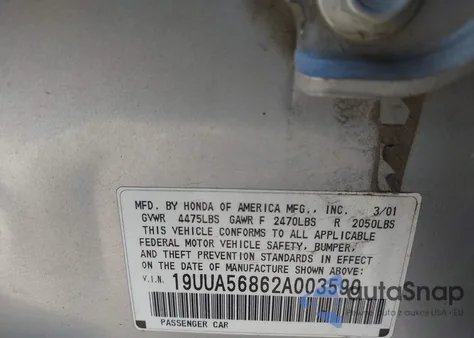 MFD. BY HONDA OF AMERICA MFG., INC. 3/01
GVWR 4475LBS GAWR F 2470LBS R 2050LBS
THIS VEHICLE CONFORMS TO ALL APPLICABLE
FEDERAL MOTOR VEHICLE SAFETY, BUMPER,
AND THEFT PREVENTION STANDARDS IN EFFECT
ON THE DATE OF MANUFACTURE SHOWN ABOVE:
V.I.N. 19UUA56862A003590
PASSENGER CAR
autoSnap